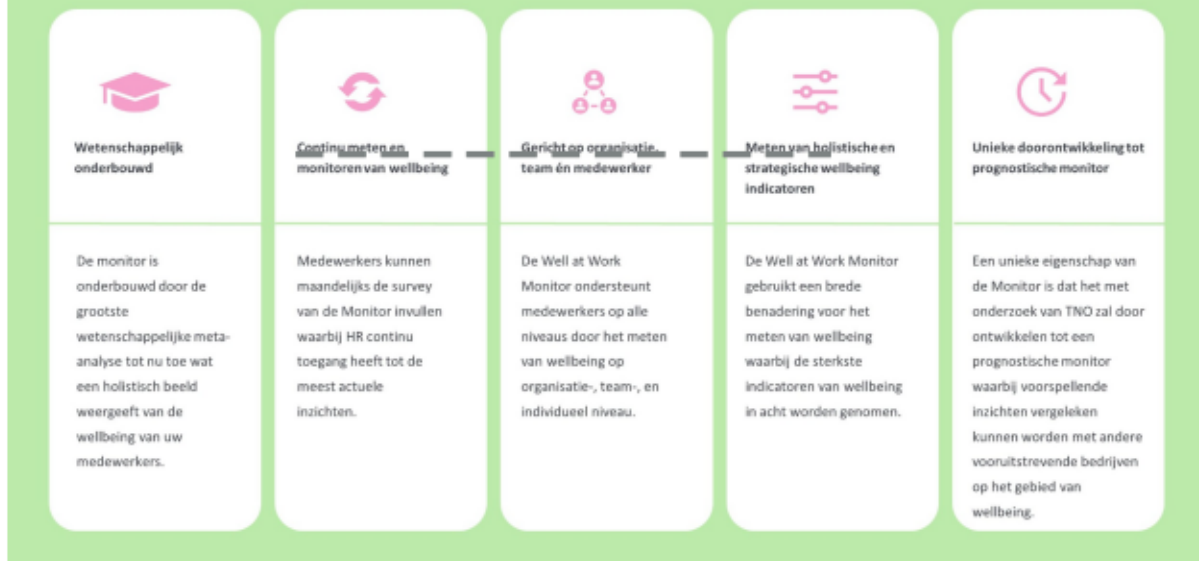 Wetenschappelijk
onderbouwd
De monitor is
onderbouwd door de
grootste
wetenschappelijke meta-
analyse tot nu toe wat
een holistisch beeld
weergeeft van de
wellbeing van uw
medewerkers.
Continu meten en
monitoren van wellbeing
Medewerkers kunnen
maandelijks de survey
van de Monitor invullen
waarbij HR continu
toegang heeft tot de
meest actuele
inzichten.
Gericht op organisatie,
team én medewerker
De Well at Work
Monitor ondersteunt
medewerkers op alle
niveaus door het meten
van wellbeing op
organisatie-, team-, en
individueel niveau.
Meten van holistische en
strategische wellbeing
indicatoren
De Well at Work Monitor
gebruikt een brede
benadering voor het
meten van wellbeing
waarbij de sterkste
indicatoren van wellbeing
in acht worden genomen.
Unieke doorontwikkeling tot
prognostische monitor
Een unieke eigenschap van
de Monitor is dat het met
onderzoek van TNO zal door
ontwikkelen tot een
prognostische monitor
waarbij voorspellende
inzichten vergeleken
kunnen worden met andere
vooruitstrevende bedrijven
op het gebied van
wellbeing.